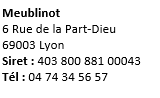 Meublinot
6 Rue de la Part-Dieu
69003 Lyon
Siret : 403 800 881 00043
Tél : 04 74 34 56 57